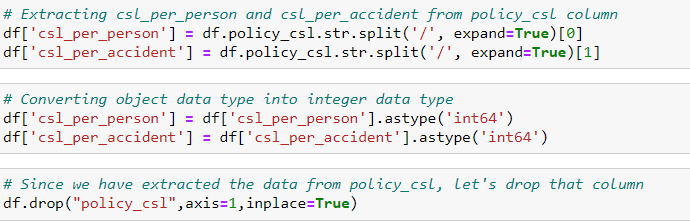 # Extracting csl_per_person and csl_per_accident from policy_csl column
df['csl_per_person'] = df.policy_csl.str.split('/', expand=True)[0]
df['csl_per_accident'] = df.policy_csl.str.split('/', expand=True)[1]
# Converting object data type into integer data type
df['csl_per_person'] = df['csl_per_person'].astype('int64')
df['csl_per_accident'] = df['csl_per_accident'].astype('int64')
# Since we have extracted the data from policy_csl, let's drop that column
df.drop("policy_csl",axis=1,inplace=True)